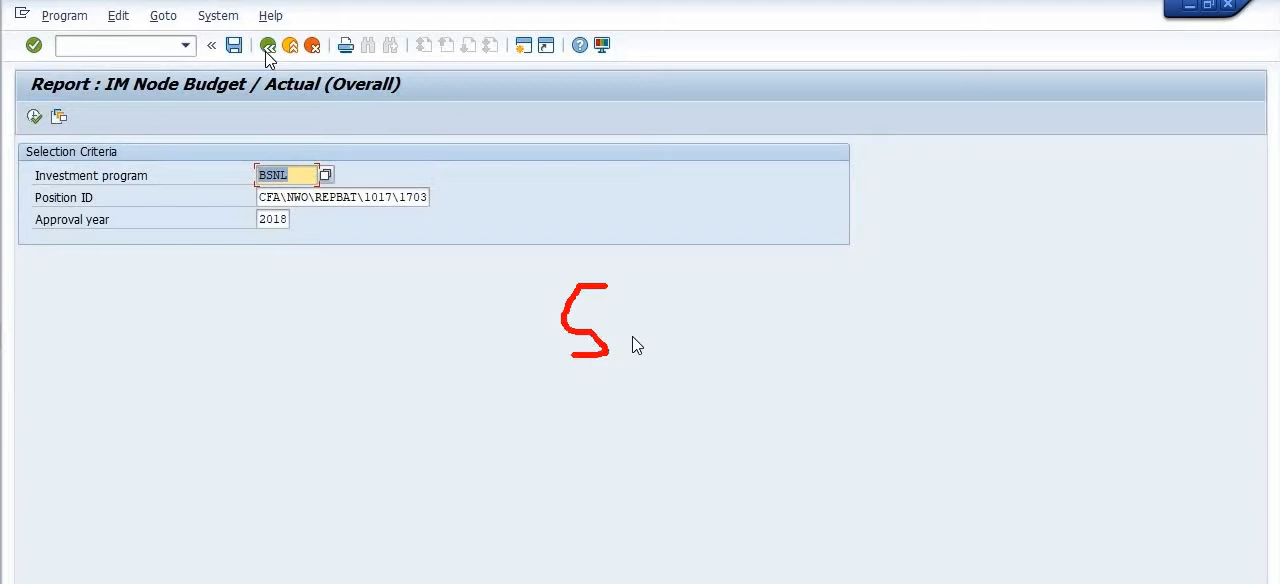 Program Edit Goto System Help
Report : IM Node Budget / Actual (Overall)
Selection Criteria
Investment program BSNL
Position ID CFA\NWO\REPBAT\1017\1703
Approval year 2018
5